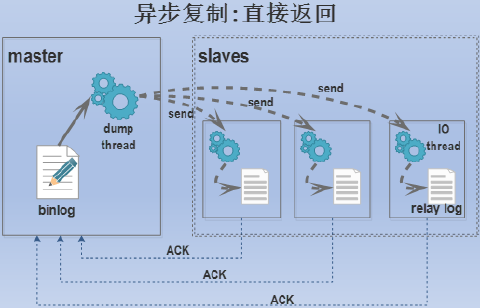 异步复制:直接返回
master
slaves
send
send
send
dump
thread
IO
thread
binlog
relay log
ACK
ACK
ACK